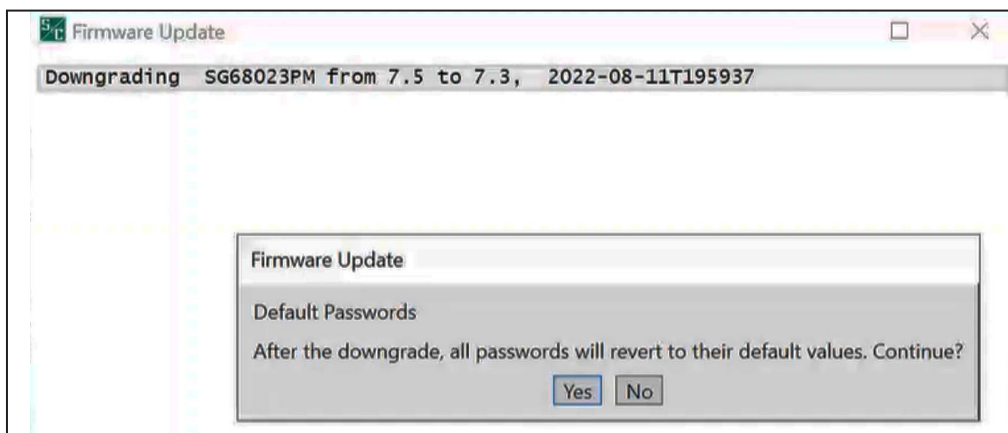 S/C Firmware Update
Downgrading SG68023PM from 7.5 to 7.3, 2022-08-11T195937
Firmware Update
Default Passwords
After the downgrade, all passwords will revert to their default values. Continue?
Yes No